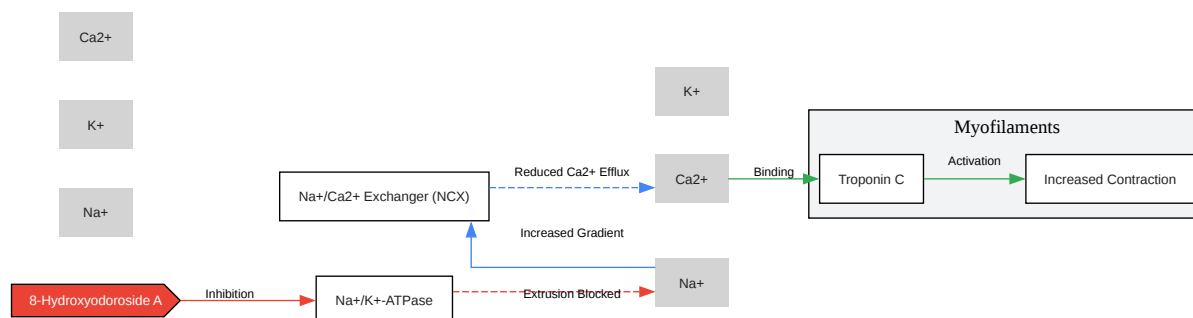 Ca2+
K+
Na+
8-Hydroxyodoroside A
Inhibition
Na+/K+-ATPase
Extrusion Blocked
Na+
Increased Gradient
Na+/Ca2+ Exchanger (NCX)
Reduced Ca2+ Efflux
K+
Ca2+
Binding
Myofilaments
Troponin C
Activation
Increased Contraction